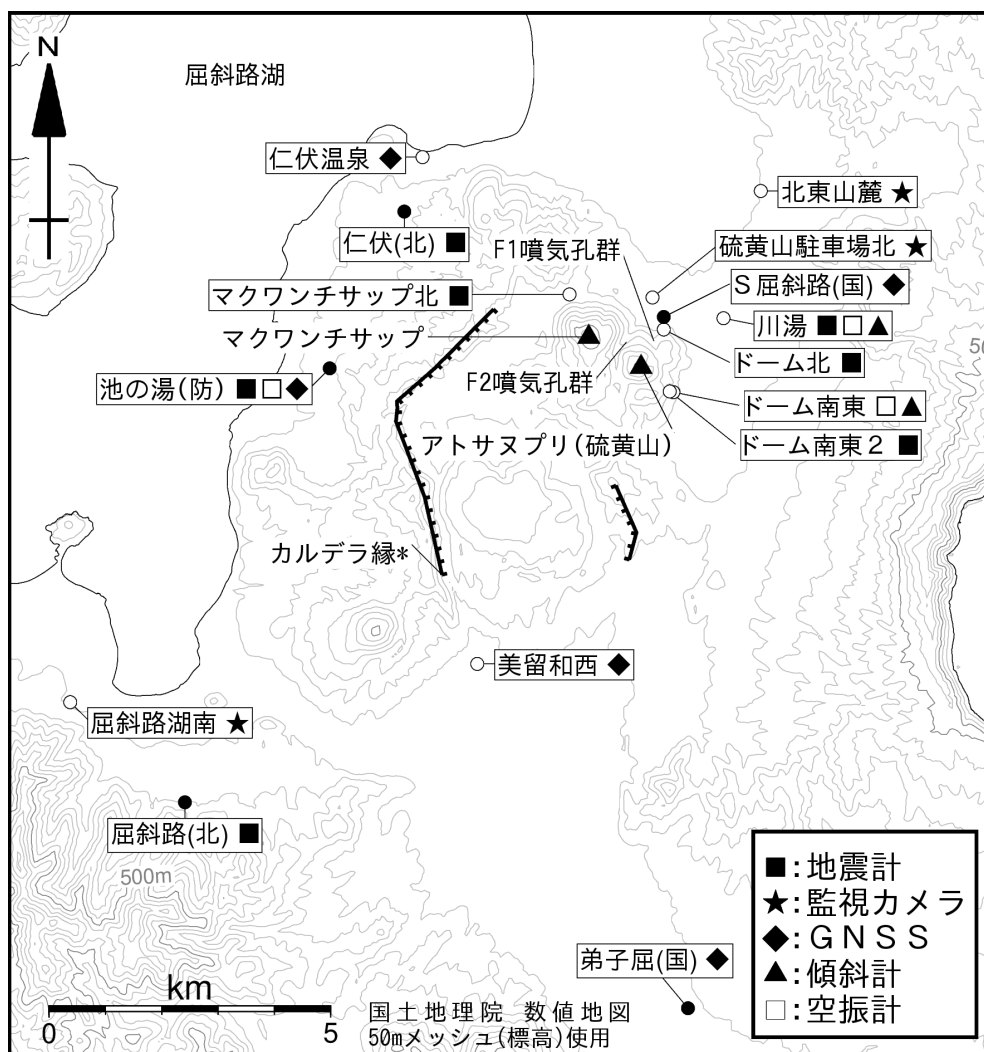 N
屈斜路湖
仁伏温泉 ◆
北東山麓 ★
仁伏(北) ■
F1噴気孔群
硫黄山駐車場北 ★
S屈斜路(国) ◆
マクワンチサップ北 ■
川湯 ■□▲
マクワンチサップ
ドーム北 ■
池の湯(防) ■□◆
F2噴気孔群
ドーム南東 □▲
アトサヌプリ(硫黄山)
ドーム南東2 ■
カルデラ縁*
美留和西 ◆
屈斜路湖南 ★
屈斜路(北) ■
500m
■:地震計
★:監視カメラ
◆:GNSS
▲:傾斜計
□:空振計
弟子屈(国) ◆
km
0 5
国土地理院 数値地図
50mメッシュ(標高)使用